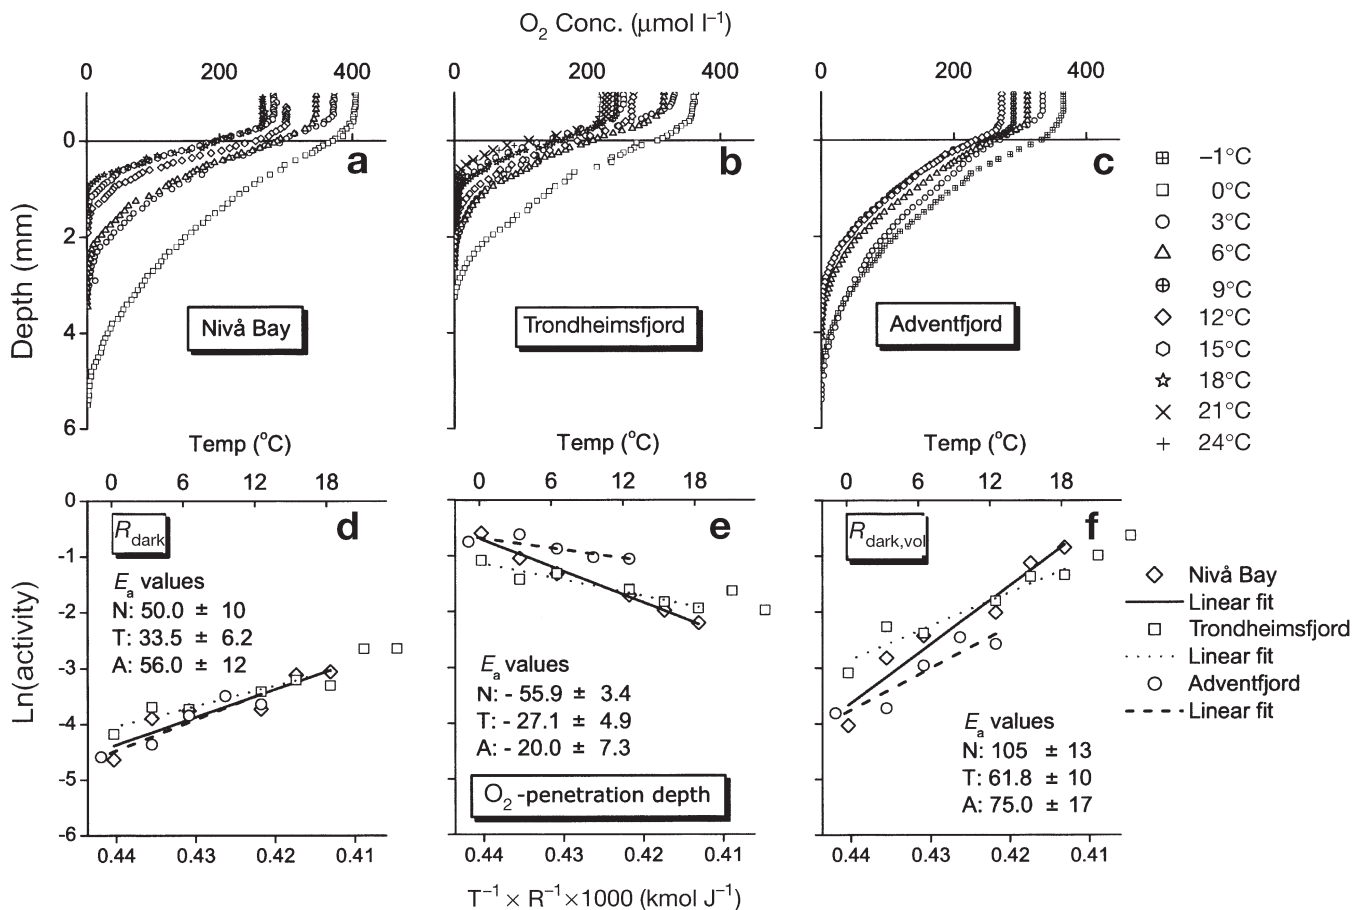 O2 Conc. (µmol l–1)
0 200 400 0 200 400 0 200 400
0
2
4
6
Depth (mm)
a
b
c
Nivå Bay
Trondheimsfjord
Adventfjord
–1°C
0°C
3°C
6°C
9°C
12°C
15°C
18°C
21°C
24°C
Temp (°C) Temp (°C) Temp (°C)
0 6 12 18 0 6 12 18 0 6 12 18
0
-1
-2
-3
-4
-5
-6
Ln(activity)
Rdark
d
Ea values
N: 50.0 ± 10
T: 33.5 ± 6.2
A: 56.0 ± 12
e
Ea values
N: - 55.9 ± 3.4
T: - 27.1 ± 4.9
A: - 20.0 ± 7.3
O2-penetration depth
Rdark,vol
f
Ea values
N: 105 ± 13
T: 61.8 ± 10
A: 75.0 ± 17
Nivå Bay
Linear fit
Trondheimsfjord
Linear fit
Adventfjord
Linear fit
0.44 0.43 0.42 0.41 0.44 0.43 0.42 0.41 0.44 0.43 0.42 0.41
T–1 × R–1 ×1000 (kmol J–1)